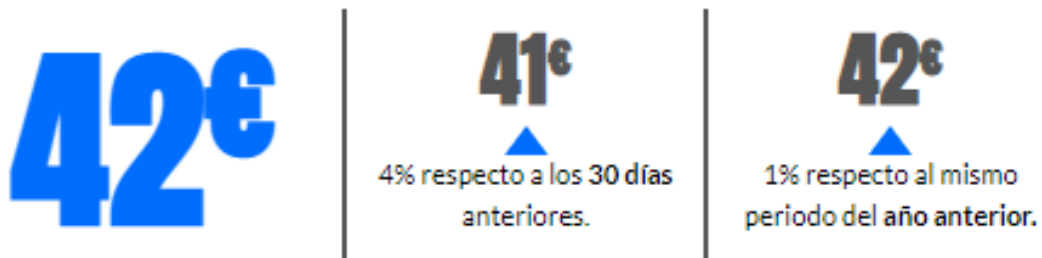 42€
41€
4% respecto a los 30 días
anteriores.
42€
1% respecto al mismo
periodo del año anterior.